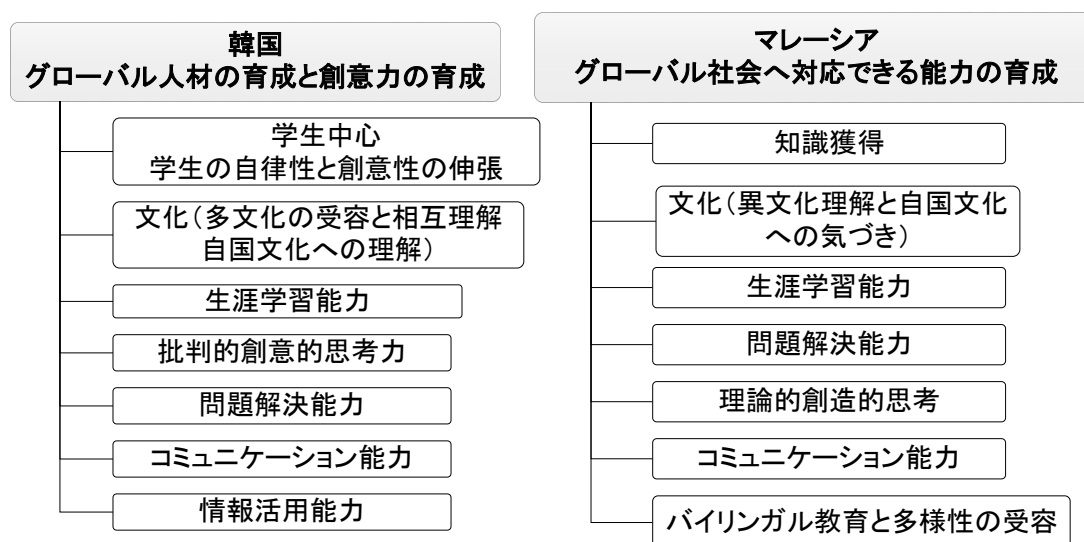 韓国
グローバル人材の育成と創意力の育成
学生中心
学生の自律性と創意性の伸張
文化（多文化の受容と相互理解
自国文化への理解）
生涯学習能力
批判的創意的思考力
問題解決能力
コミュニケーション能力
情報活用能力
マレーシア
グローバル社会へ対応できる能力の育成
知識獲得
文化（異文化理解と自国文化
への気づき）
生涯学習能力
問題解決能力
理論的創造的思考
コミュニケーション能力
バイリンガル教育と多様性の受容